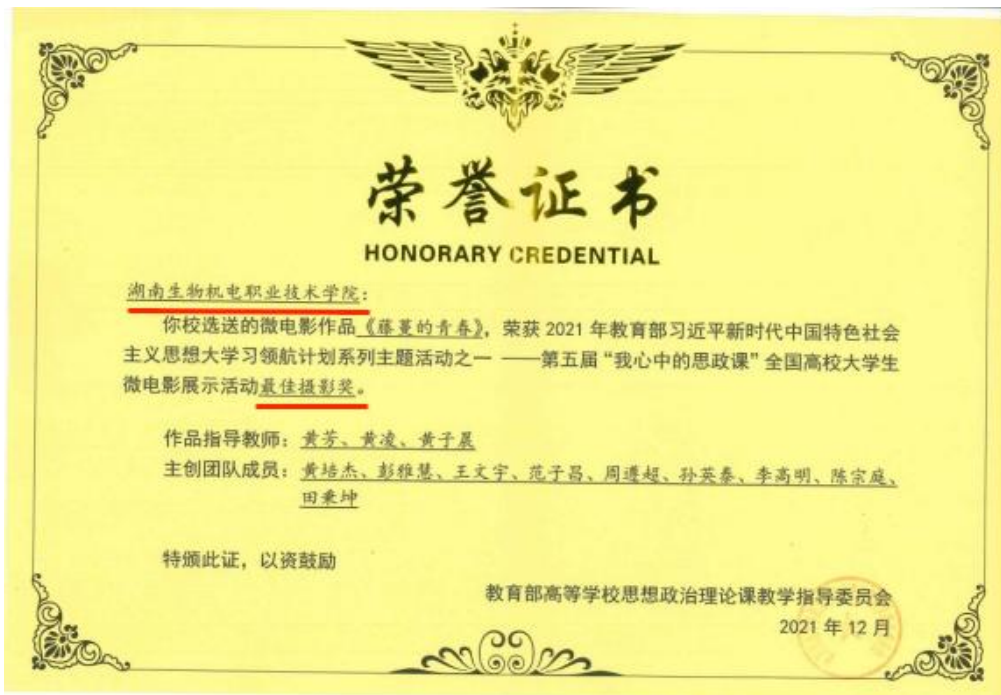 荣誉证书
HONORARY CREDENTIAL
湖南生物机电职业技术学院：
你校选送的微电影作品《藤蔓的青春》，荣获 2021 年教育部习近平新时代中国特色社会
主义思想大学习领航计划系列主题活动之一 ——第五届“我心中的思政课”全国高校大学生
微电影展示活动最佳摄影奖。
作品指导教师：黄芳、黄凌、黄子晨
主创团队成员：黄培杰、彭雅慧、王文宇、范子昌、周遵超、孙英泰、李高明、陈宗庭、
田秉坤
特颁此证，以资鼓励
教育部高等学校思想政治理论课教学指导委员会
2021 年 12 月